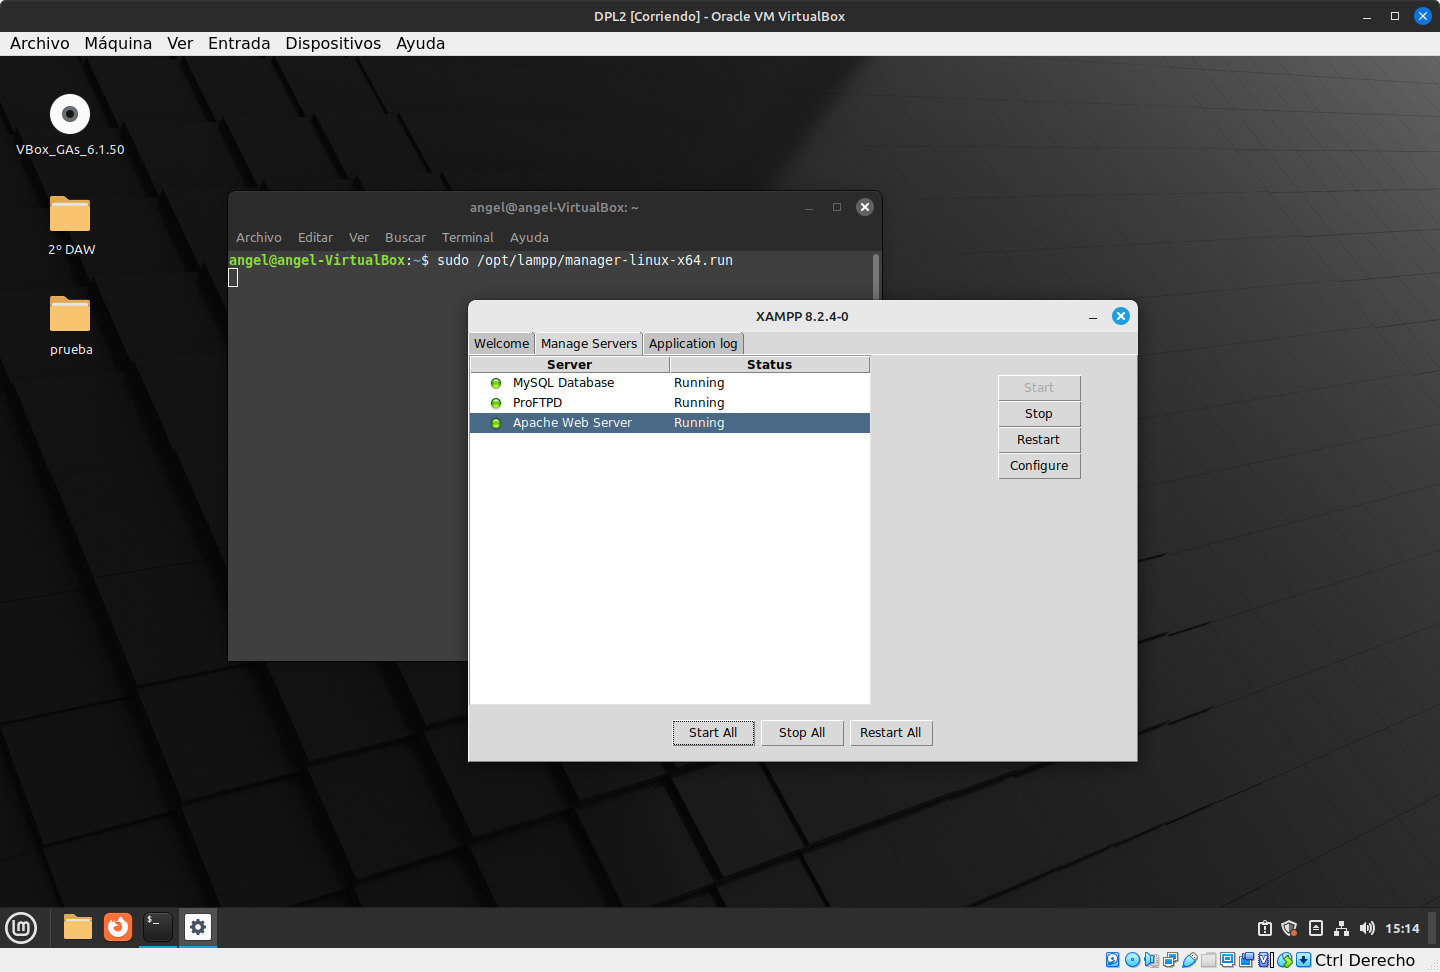 DPL2 [Corriendo] - Oracle VM VirtualBox
Archivo Máquina Ver Entrada Dispositivos Ayuda
VBox_GAs_6.1.50
2º DAW
prueba
angel@angel-VirtualBox: ~
Archivo Editar Ver Buscar Terminal Ayuda
angel@angel-VirtualBox:~$ sudo /opt/lampp/manager-linux-x64.run
XAMPP 8.2.4-0
Welcome Manage Servers Application log
Server Status
MySQL Database Running
ProFTPD Running
Apache Web Server Running
Start
Stop
Restart
Configure
Start All Stop All Restart All
$_
15:14
Ctrl Derecho